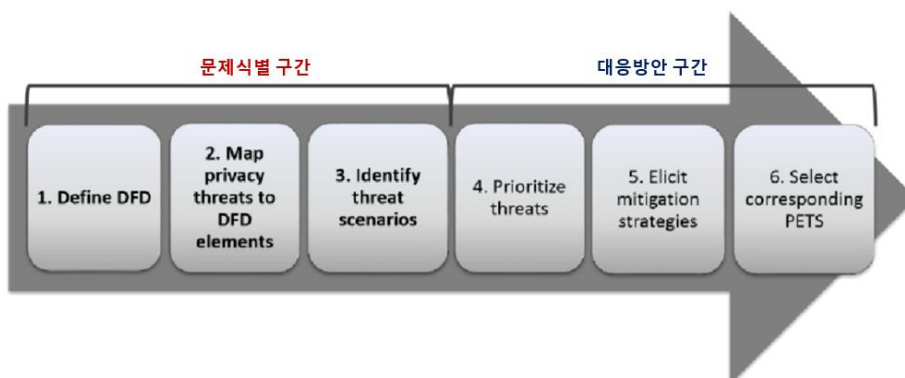 문제식별 구간
대응방안 구간
1. Define DFD
2. Map
privacy
threats to
DFD
elements
3. Identify
threat
scenarios
4. Prioritize
threats
5. Elicit
mitigation
strategies
6. Select
corresponding
PETS